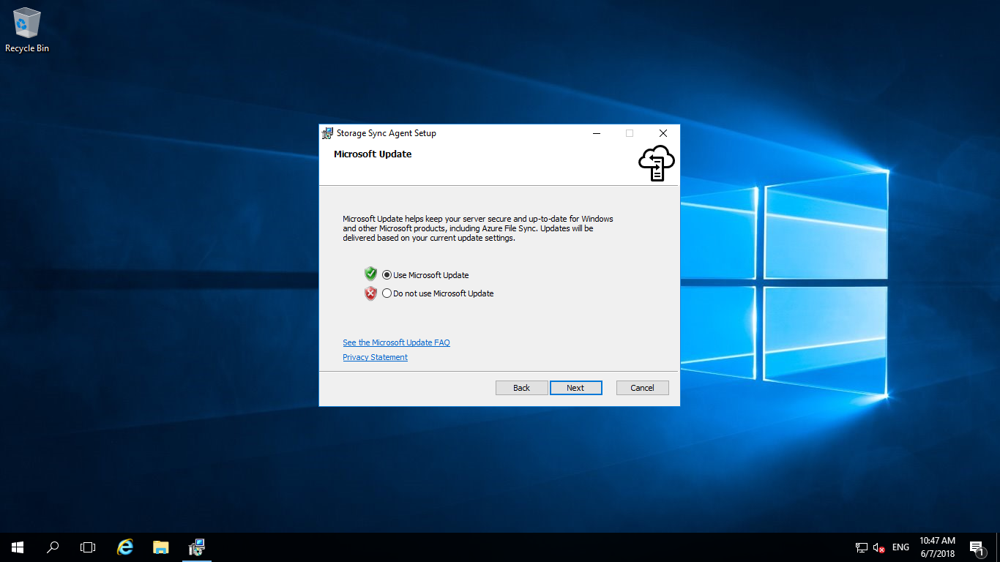 Recycle Bin
Storage Sync Agent Setup
Microsoft Update
Microsoft Update helps keep your server secure and up-to-date for Windows
and other Microsoft products, including Azure File Sync. Updates will be
delivered based on your current update settings.
Use Microsoft Update
Do not use Microsoft Update
See the Microsoft Update FAQ
Privacy Statement
Back
Next
Cancel
ENG
10:47 AM
6/7/2018
1